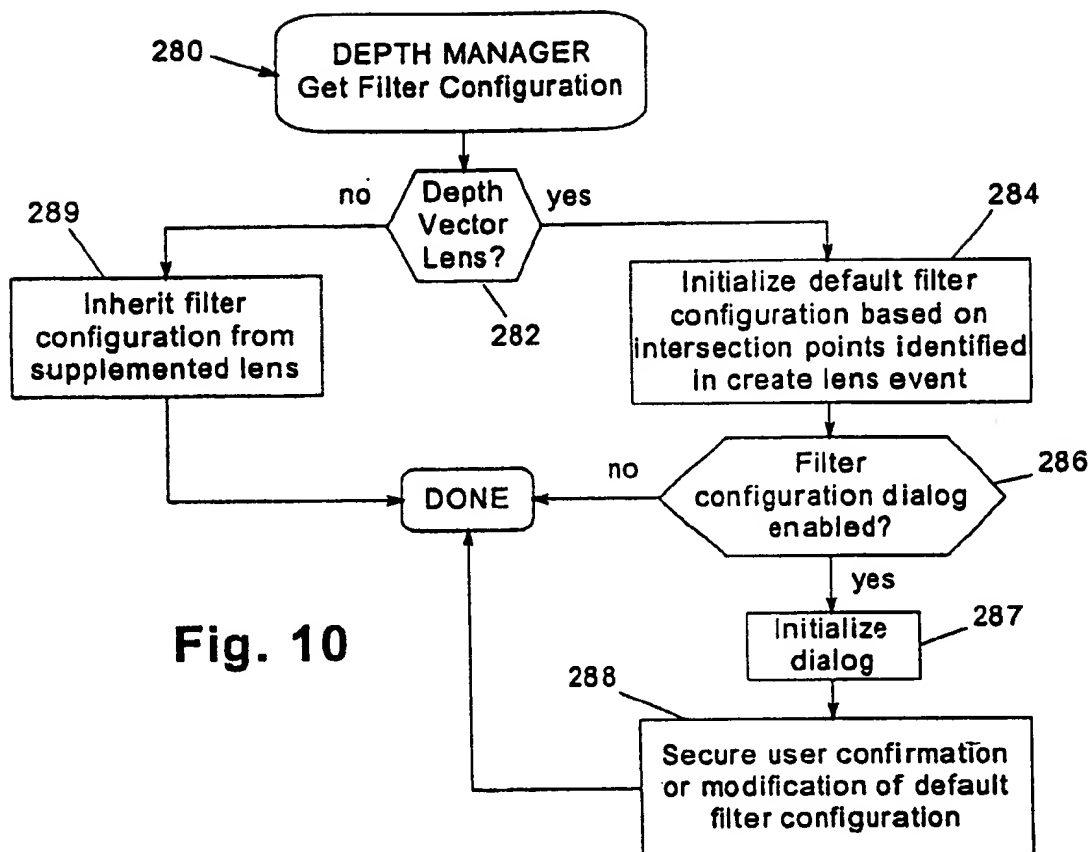 280
DEPTH MANAGER
Get Filter Configuration
no
Depth
Vector
Lens?
yes
282
289
Inherit filter
configuration from
supplemented lens
284
Initialize default filter
configuration based on
intersection points identified
in create lens event
Filter
configuration dialog
enabled?
286
no
DONE
yes
287
Initialize
dialog
288
Secure user confirmation
or modification of default
filter configuration
Fig. 10